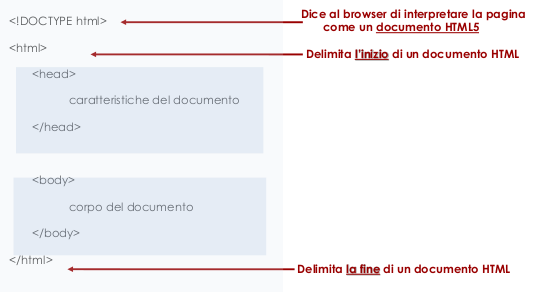 <!DOCTYPE html>
Dice al browser di interpretare la pagina
come un documento HTML5
<html>
Delimita l'inizio di un documento HTML
<head>
caratteristiche del documento
</head>
<body>
corpo del documento
</body>
</html>
Delimita la fine di un documento HTML